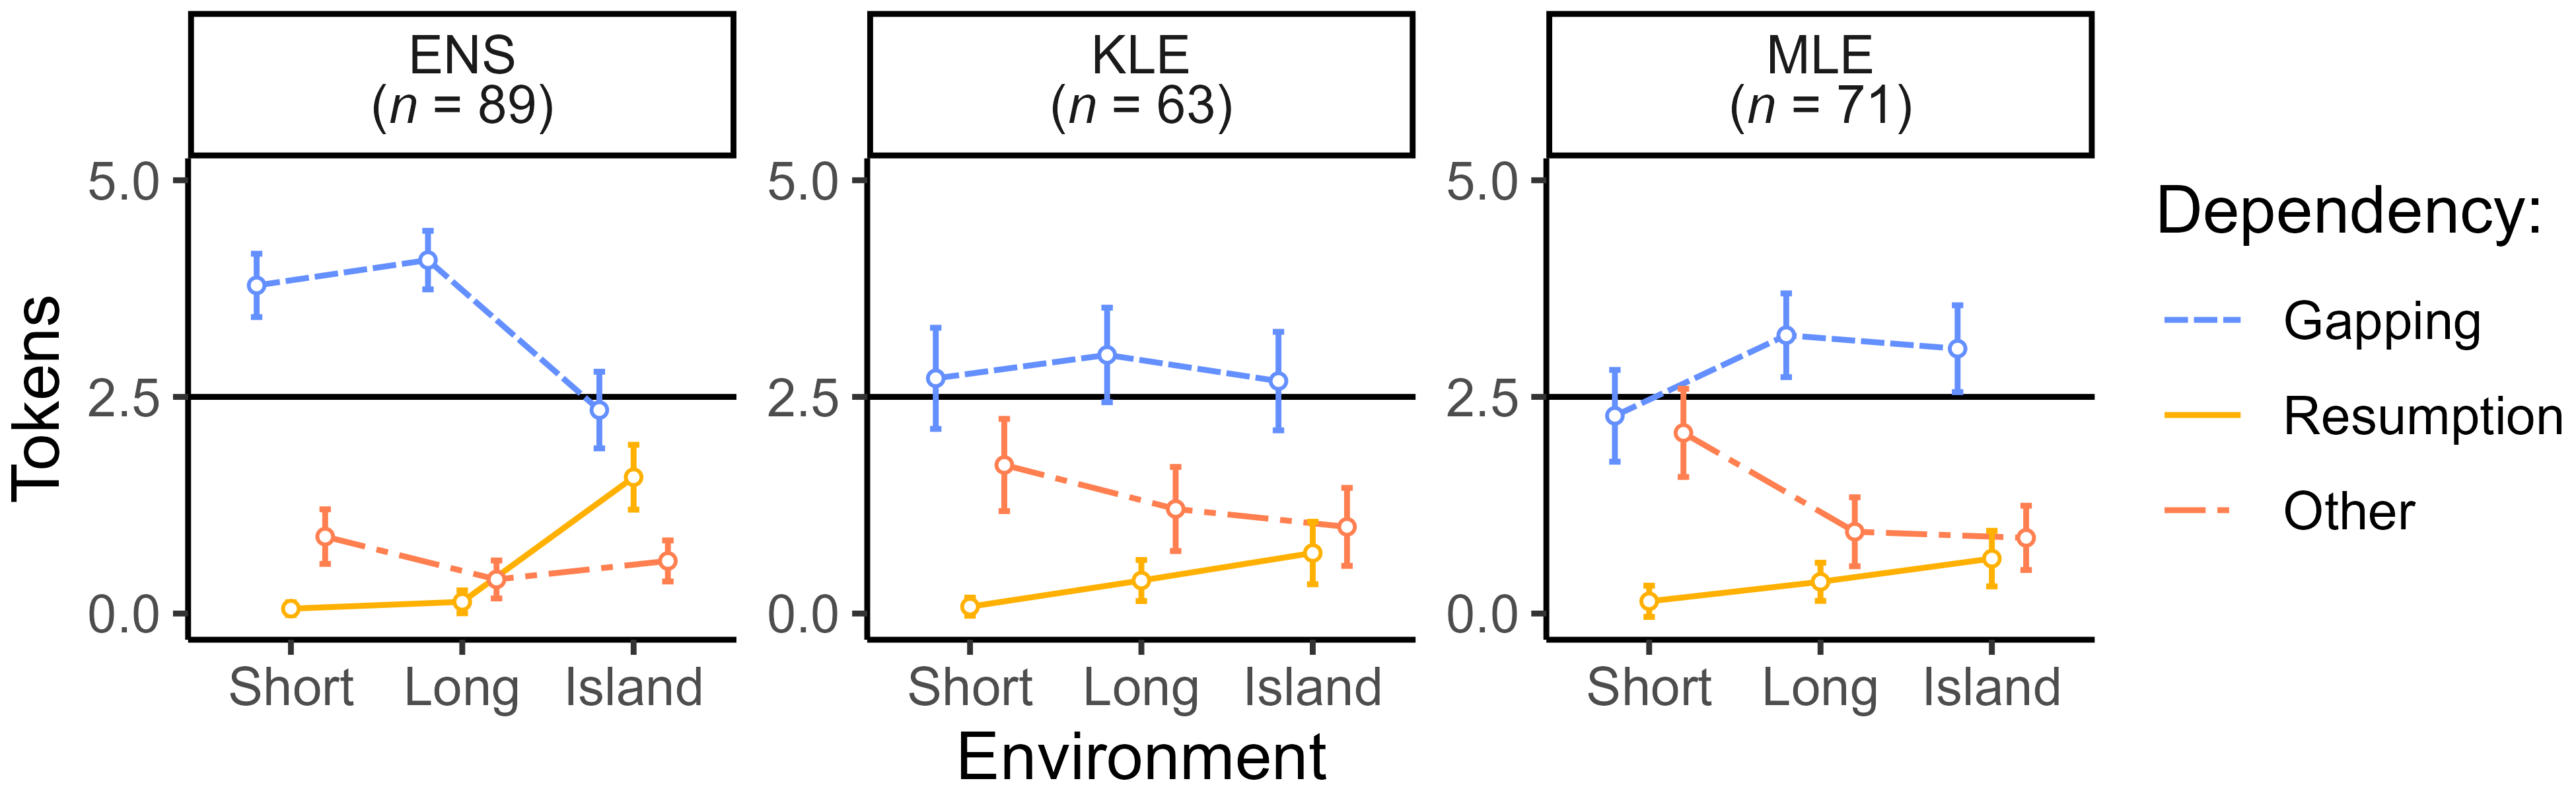 ENS
(n = 89)
KLE
(n = 63)
MLE
(n = 71)
Tokens
5.0
2.5
0.0
5.0
2.5
0.0
5.0
2.5
0.0
Short Long Island
Short Long Island
Short Long Island
Environment
Dependency:
Gapping
Resumption
Other